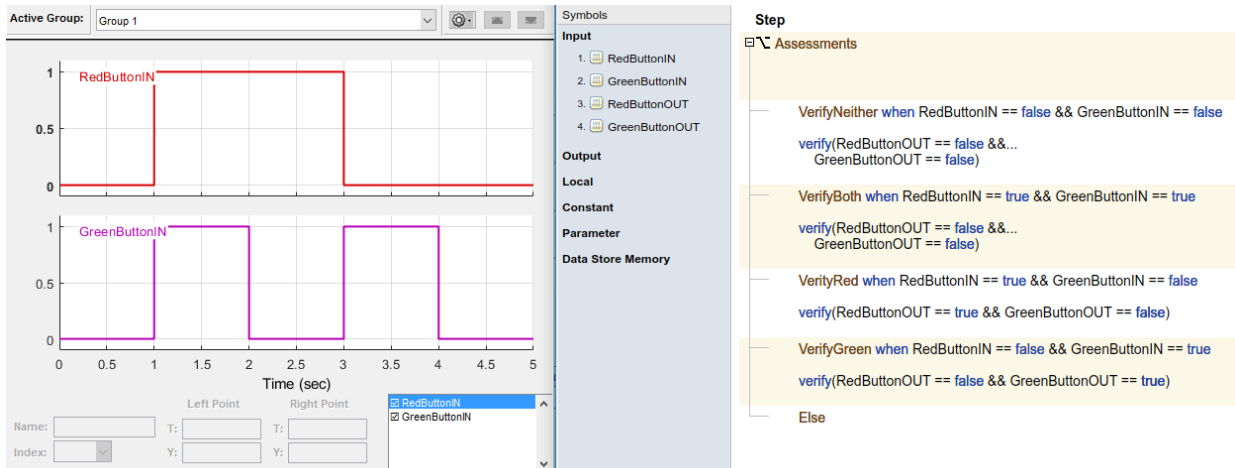 Active Group:
Group 1
1
RedButtonIN
0.5
0
1
GreenButtonIN
0.5
0
0 0.5 1 1.5 2 2.5 3 3.5 4 4.5 5
Time (sec)
Left Point Right Point
Name:
T:
T:
Index:
Y:
Y:
RedButtonIN
GreenButtonIN
Symbols
Input
1. RedButtonIN
2. GreenButtonIN
3. RedButtonOUT
4. GreenButtonOUT
Output
Local
Constant
Parameter
Data Store Memory
Step
Assessments
VerifyNeither when RedButtonIN == false && GreenButtonIN == false
verify(RedButtonOUT == false &&...
GreenButtonOUT == false)
VerifyBoth when RedButtonIN == true && GreenButtonIN == true
verify(RedButtonOUT == false &&...
GreenButtonOUT == false)
VerityRed when RedButtonIN == true && GreenButtonIN == false
verify(RedButtonOUT == true && GreenButtonOUT == false)
VerifyGreen when RedButtonIN == false && GreenButtonIN == true
verify(RedButtonOUT == false && GreenButtonOUT == true)
Else